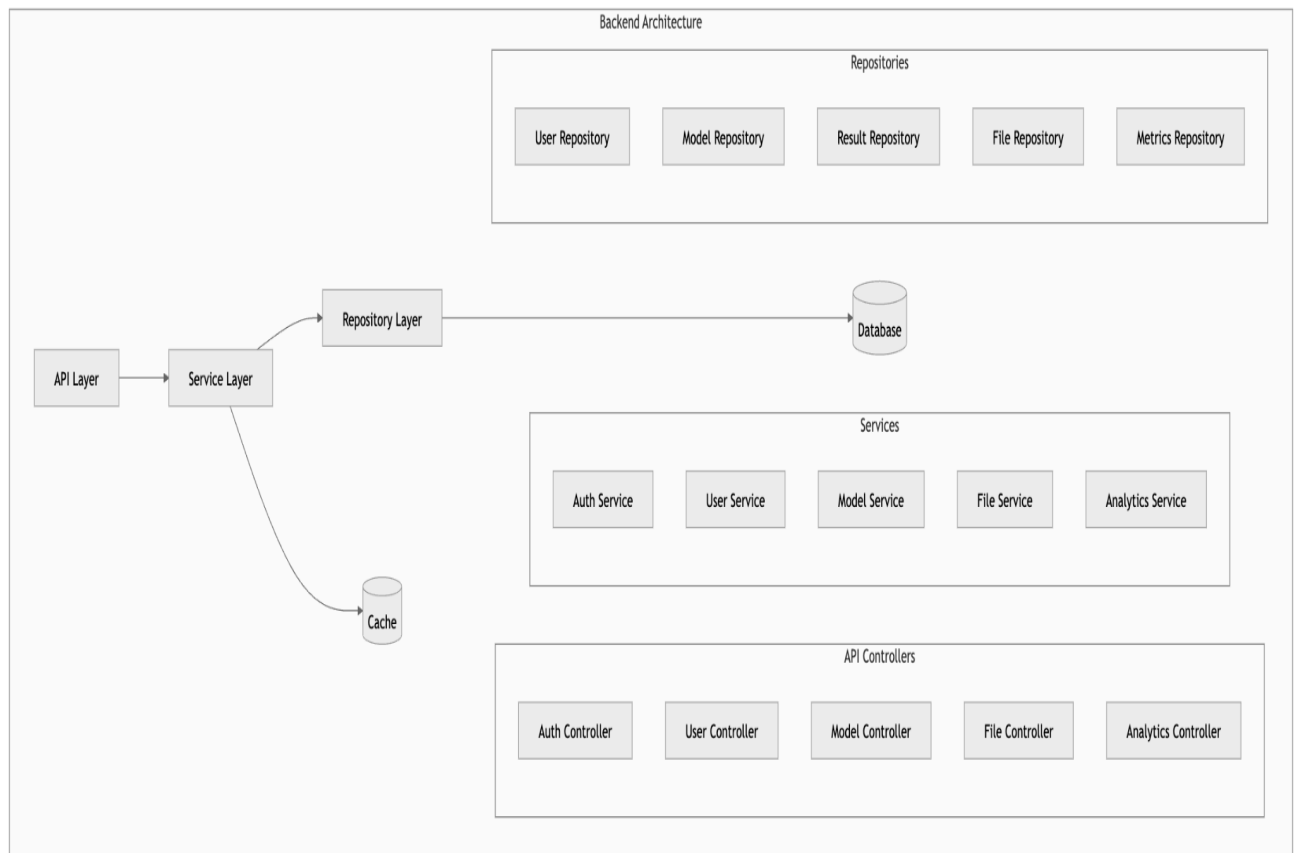 Backend Architecture
Repositories
User Repository
Model Repository
Result Repository
File Repository
Metrics Repository
Repository Layer
Database
API Layer
Service Layer
Services
Auth Service
User Service
Model Service
File Service
Analytics Service
Cache
API Controllers
Auth Controller
User Controller
Model Controller
File Controller
Analytics Controller